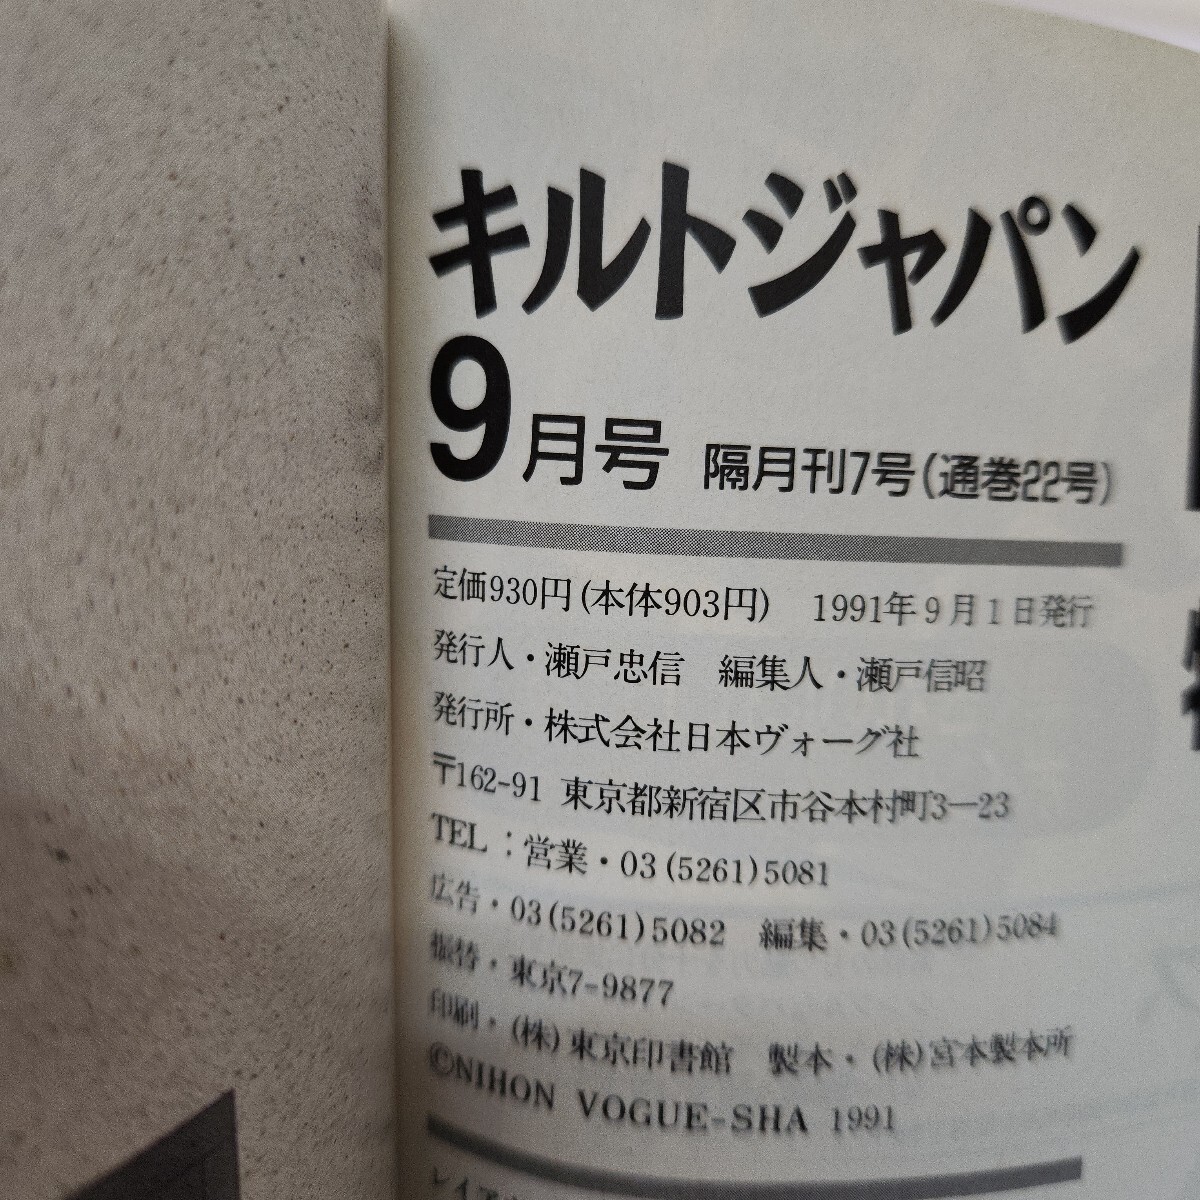 キルトジャパン
9月号 隔月刊7号(通巻22号)
定価930円(本体903円) 1991年9月1日発行
発行人・瀬戸忠信 編集人・瀬戸信昭
発行所・株式会社日本ヴォーグ社
〒162-91 東京都新宿区市谷本村町3―23
TEL:営業・03(5261)5081
広告・03(5261)5082 編集・03(5261)5084
振替・東京7-9877
印刷・(株)東京印書館 製本・(株)宮本製本所
©NIHON VOGUE-SHA 1991